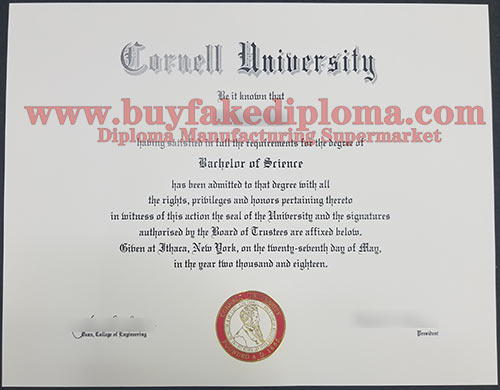 Cornell University
Be it known that
www.buyfakediploma.com
Diploma Manufacturing Supermarket
having satisfied in full the requirements for the degree of
Bachelor of Science
has been admitted to that degree with all
the rights, privileges and honors pertaining thereto
in witness of this action the seal of the University and the signatures
authorised by the Board of Trustees are affixed below.
Given at Ithaca, New York, on the twenty-seventh day of May,
in the year two thousand and eighteen.
Dean, College of Engineering
President